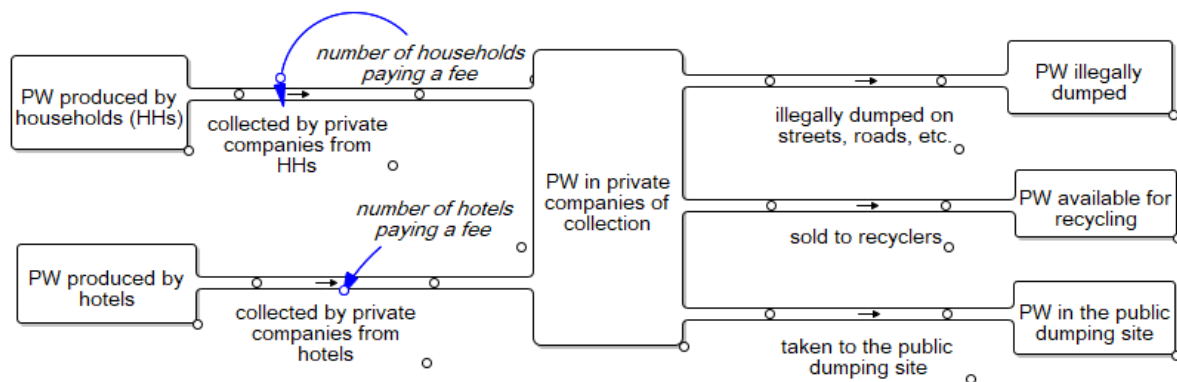 number of households
paying a fee
PW produced by
households (HHs)
collected by private
companies from
HHs
number of hotels
paying a fee
PW produced by
hotels
collected by private
companies from
hotels
PW in private
companies of
collection
PW illegally
dumped
illegally dumped on
streets, roads, etc.
PW available for
recycling
sold to recyclers
PW in the public
dumping site
taken to the public
dumping site